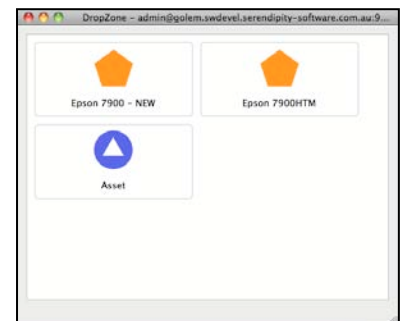 DropZone – admin@golem.swdevel.serendipity-software.com.au:9...
Epson 7900 – NEW
Epson 7900HTM
Asset